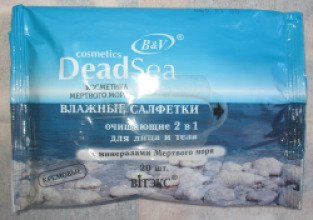 B&V
cosmetics
DeadSea
КОСМЕТИКА
МЕРТВОГО МОРЯ
ВЛАЖНЫЕ САЛФЕТКИ
очищающие 2 в 1
для лица и тела
с минералами Мертвого моря
20 шт.
КРЕМОВЫЕ
ВIТЭКС